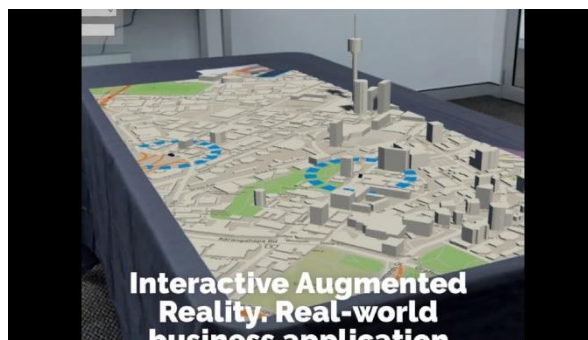 Interactive Augmented
Reality. Real-world
business application